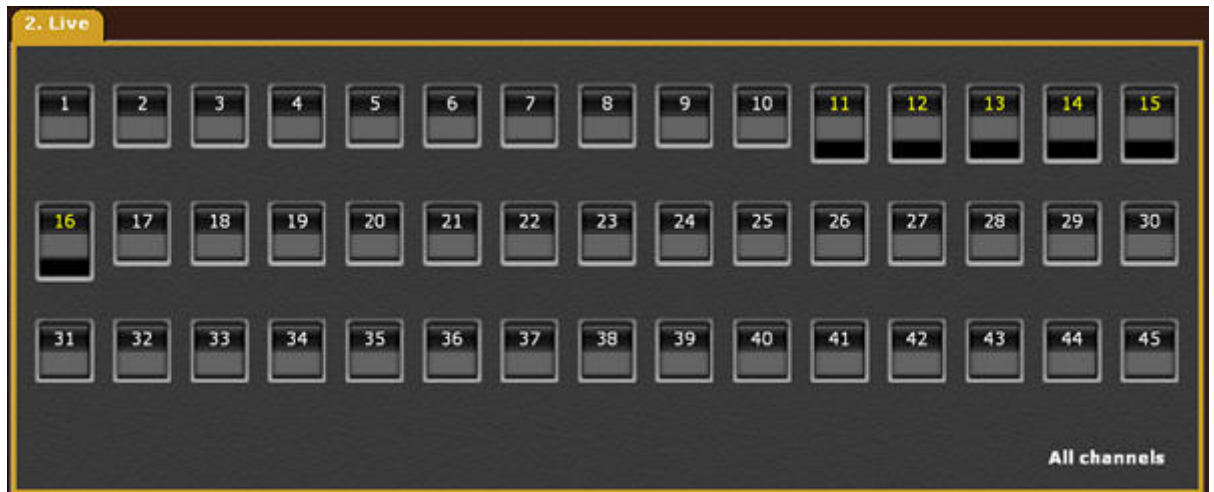 2. Live
1 2 3 4 5 6 7 8 9 10 11 12 13 14 15
16 17 18 19 20 21 22 23 24 25 26 27 28 29 30
31 32 33 34 35 36 37 38 39 40 41 42 43 44 45
All channels